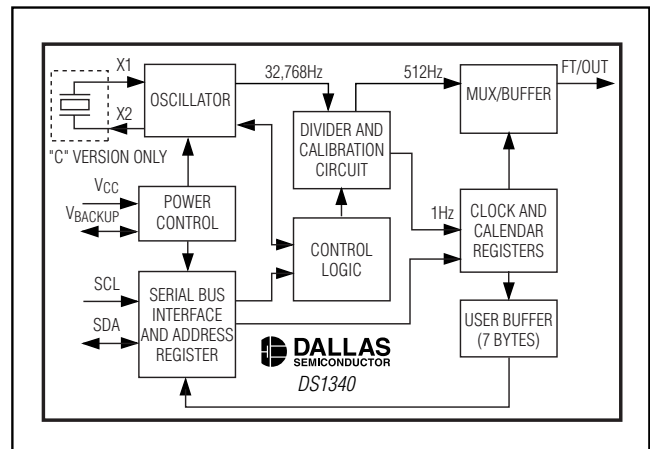 X1
X2
"C" VERSION ONLY
OSCILLATOR
32,768Hz
512Hz
MUX/BUFFER
FT/OUT
DIVIDER AND
CALIBRATION
CIRCUIT
VCC
VBACKUP
POWER
CONTROL
CONTROL
LOGIC
1Hz
CLOCK AND
CALENDAR
REGISTERS
SCL
SDA
SERIAL BUS
INTERFACE
AND ADDRESS
REGISTER
USER BUFFER
(7 BYTES)
DALLAS
SEMICONDUCTOR
DS1340